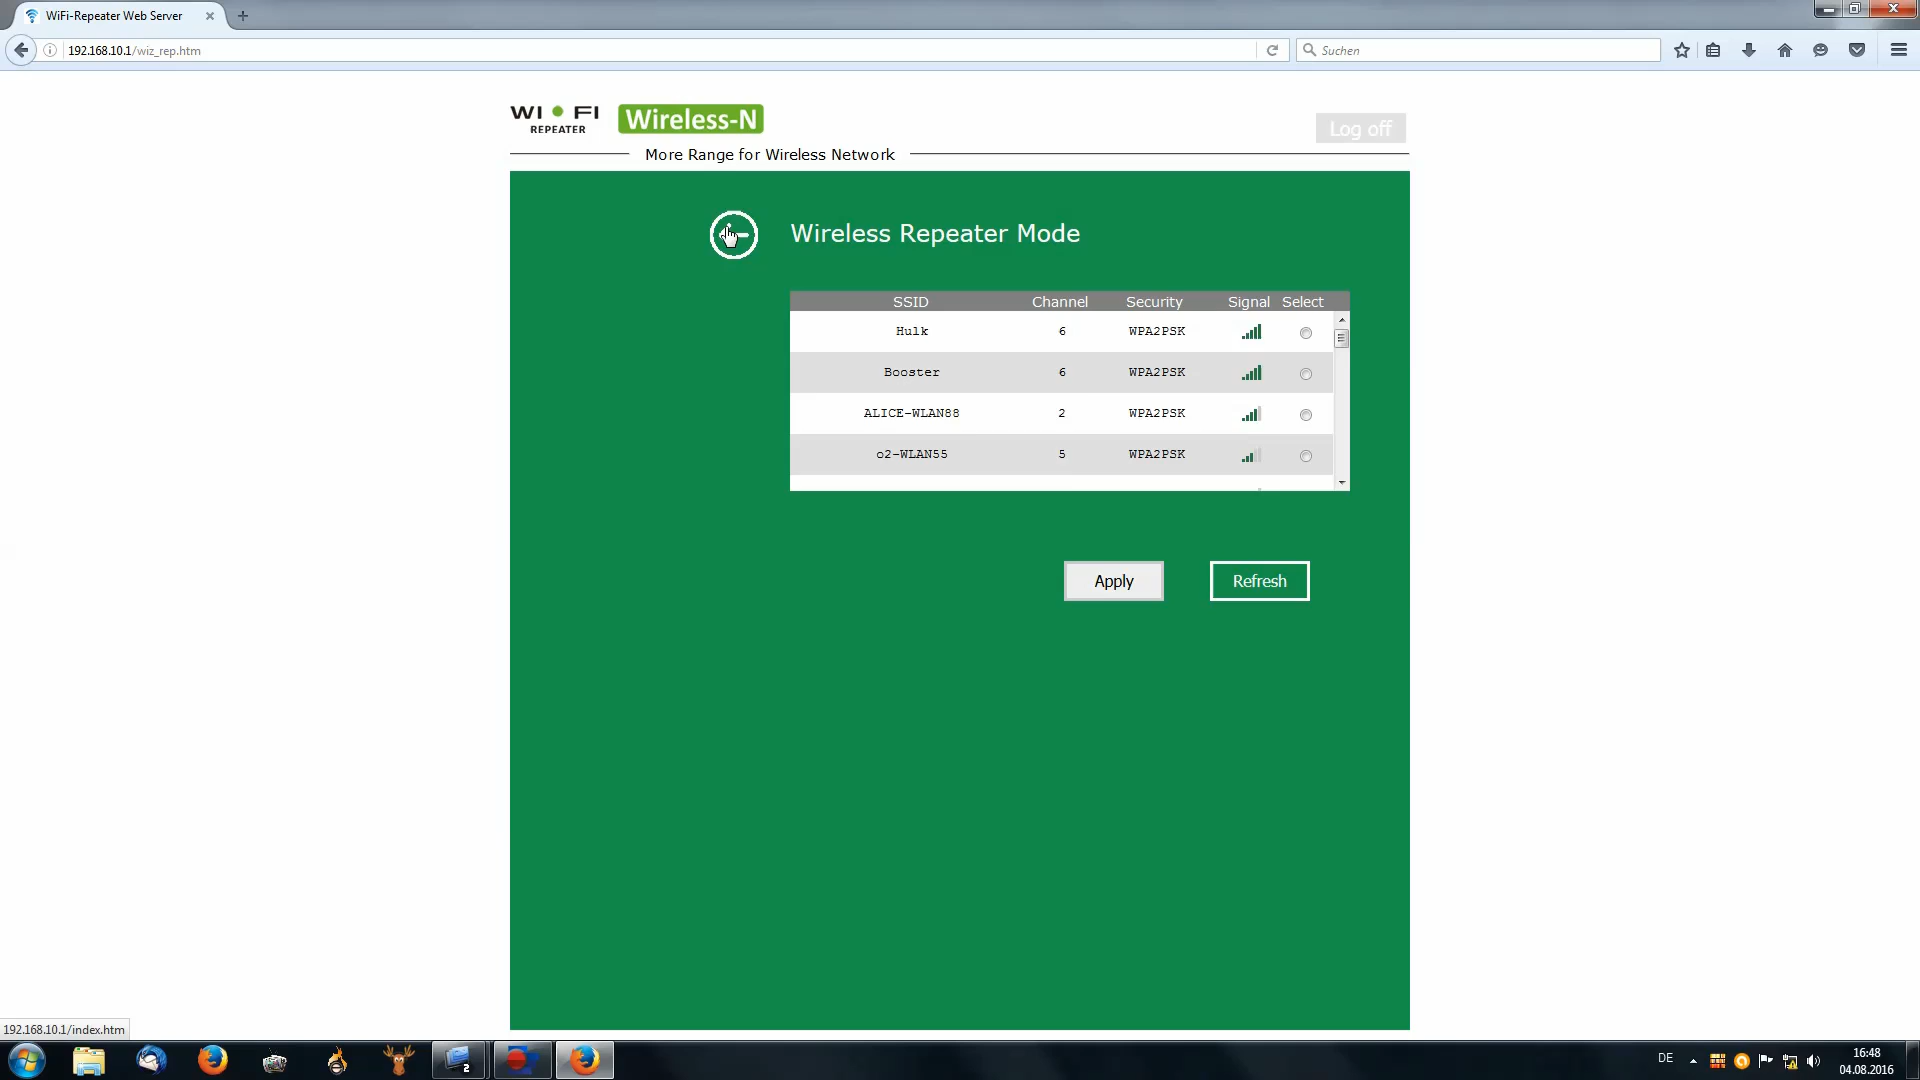 WiFi-Repeater Web Server
192.168.10.1/wiz_rep.htm
Suchen
WI FI
REPEATER
Wireless-N
Log off
More Range for Wireless Network
Wireless Repeater Mode
SSID Channel Security Signal Select
Hulk 6 WPA2PSK
Booster 6 WPA2PSK
ALICE-WLAN88 2 WPA2PSK
o2-WLAN55 5 WPA2PSK
Apply
Refresh
192.168.10.1/index.htm
2
DE
16:48
04.08.2016